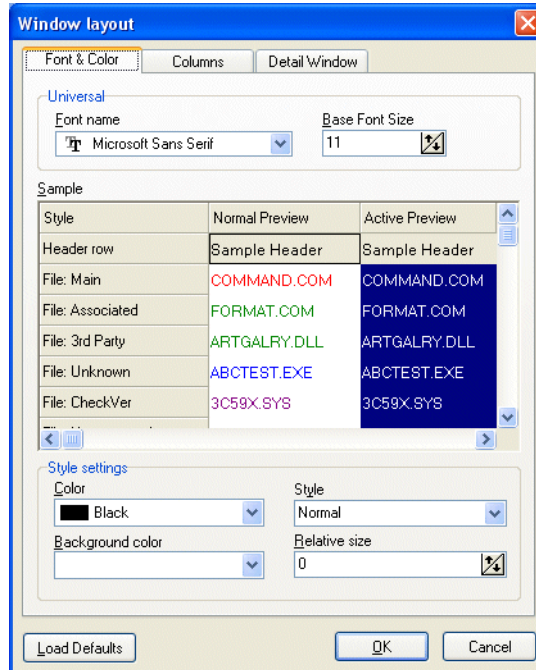 Window layout
Font & Color Columns Detail Window
Universal
Font name Base Font Size
Microsoft Sans Serif 11
Sample
Style Normal Preview Active Preview
Header row Sample Header Sample Header
File: Main COMMAND.COM COMMAND.COM
File: Associated FORMAT.COM FORMAT.COM
File: 3rd Party ARTGALRY.DLL ARTGALRY.DLL
File: Unknown ABCTEST.EXE ABCTEST.EXE
File: CheckVer 3C59X.SYS 3C59X.SYS
Style settings
Color Style
Black Normal
Background color Relative size
0
Load Defaults OK Cancel